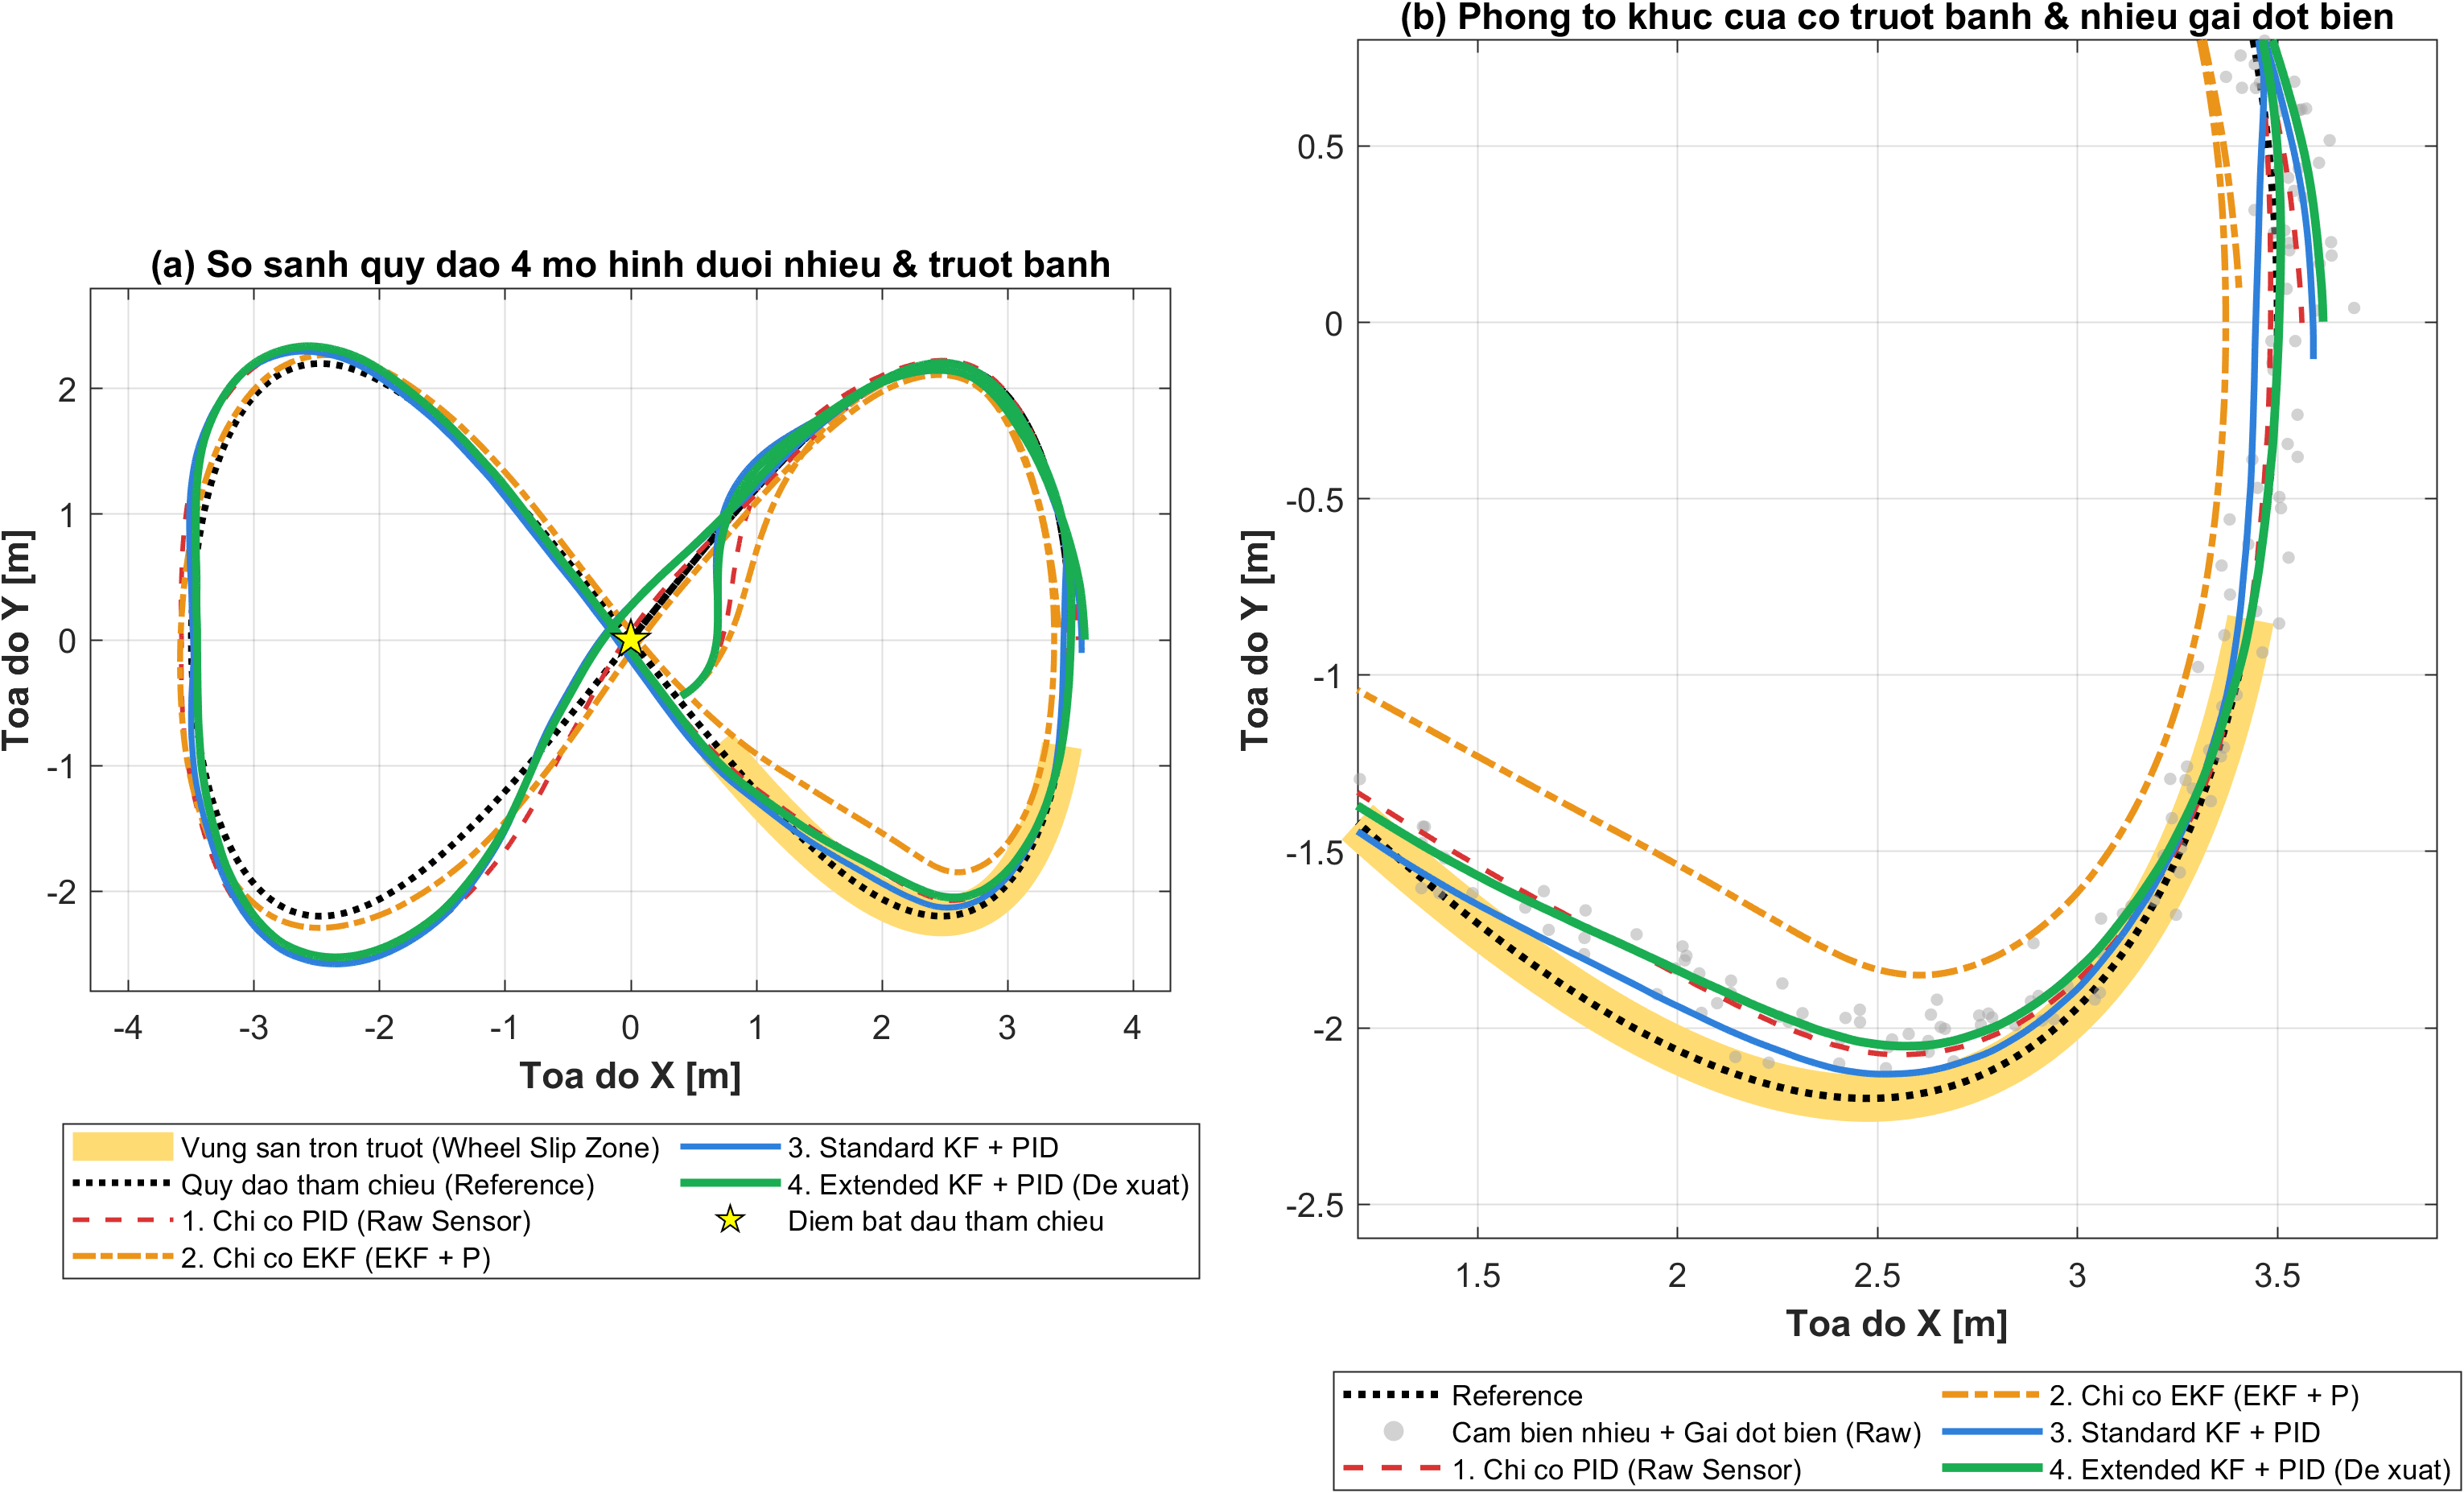 (a) So sanh quy dao 4 mo hinh duoi nhieu & truot banh
Toa do Y [m]
2
1
0
-1
-2
-4
-3
-2
-1
0
1
2
3
4
Toa do X [m]
Vung san tron truot (Wheel Slip Zone)
Quy dao tham chieu (Reference)
1. Chi co PID (Raw Sensor)
2. Chi co EKF (EKF + P)
3. Standard KF + PID
4. Extended KF + PID (De xuat)
Diem bat dau tham chieu
(b) Phong to khuc cua co truot banh & nhieu gai dot bien
Toa do Y [m]
0.5
0
-0.5
-1
-1.5
-2
-2.5
1.5
2
2.5
3
3.5
Toa do X [m]
Reference
Cam bien nhieu + Gai dot bien (Raw)
1. Chi co PID (Raw Sensor)
2. Chi co EKF (EKF + P)
3. Standard KF + PID
4. Extended KF + PID (De xuat)